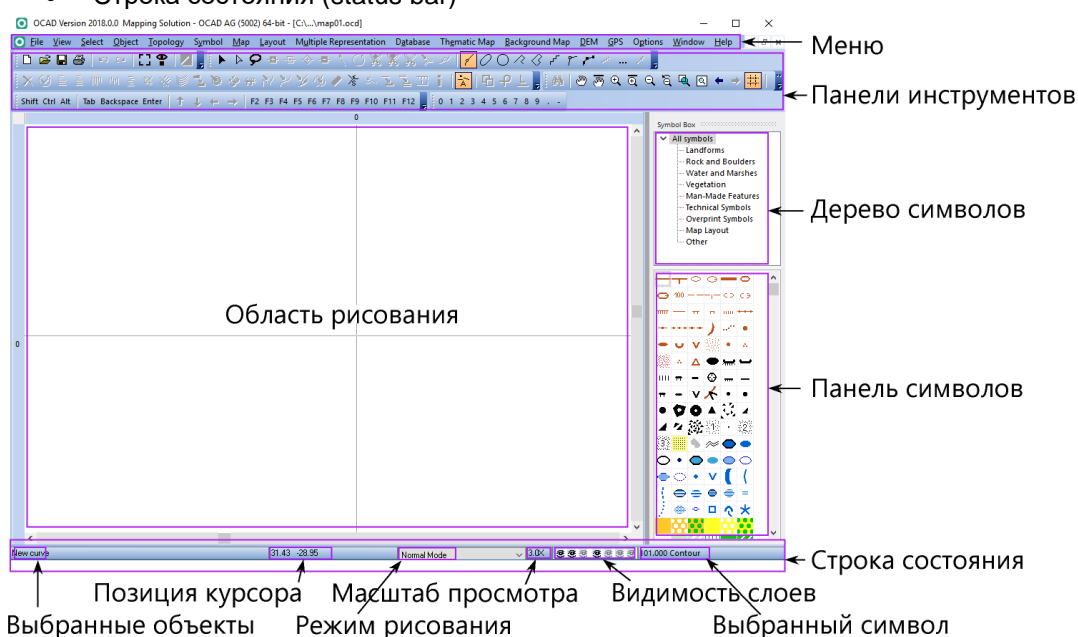 • Строка состояния (status bar)
OCAD Version 2018.0.0 Mapping Solution - OCAD AG (5002) 64-bit - [C:\...\map01.ocd]
File View Select Object Topology Symbol Map Layout Multiple Representation Database Thematic Map Background Map DEM GPS Options Window Help
Меню
Панели инструментов
Shift Ctrl Alt Tab Backspace Enter F2 F3 F4 F5 F6 F7 F8 F9 F10 F11 F12 0 1 2 3 4 5 6 7 8 9 . -
0
Symbol Box
All symbols
Landforms
Rock and Boulders
Water and Marshes
Vegetation
Man-Made Features
Technical Symbols
Overprint Symbols
Map Layout
Other
Дерево символов
100
Область рисования
0
Панель символов
1 2
3
New curve 31.43 -28.95 Normal Mode 3.0X 101.000 Contour
Строка состояния
Позиция курсора Масштаб просмотра Видимость слоев
Выбранные объекты Режим рисования Выбранный символ